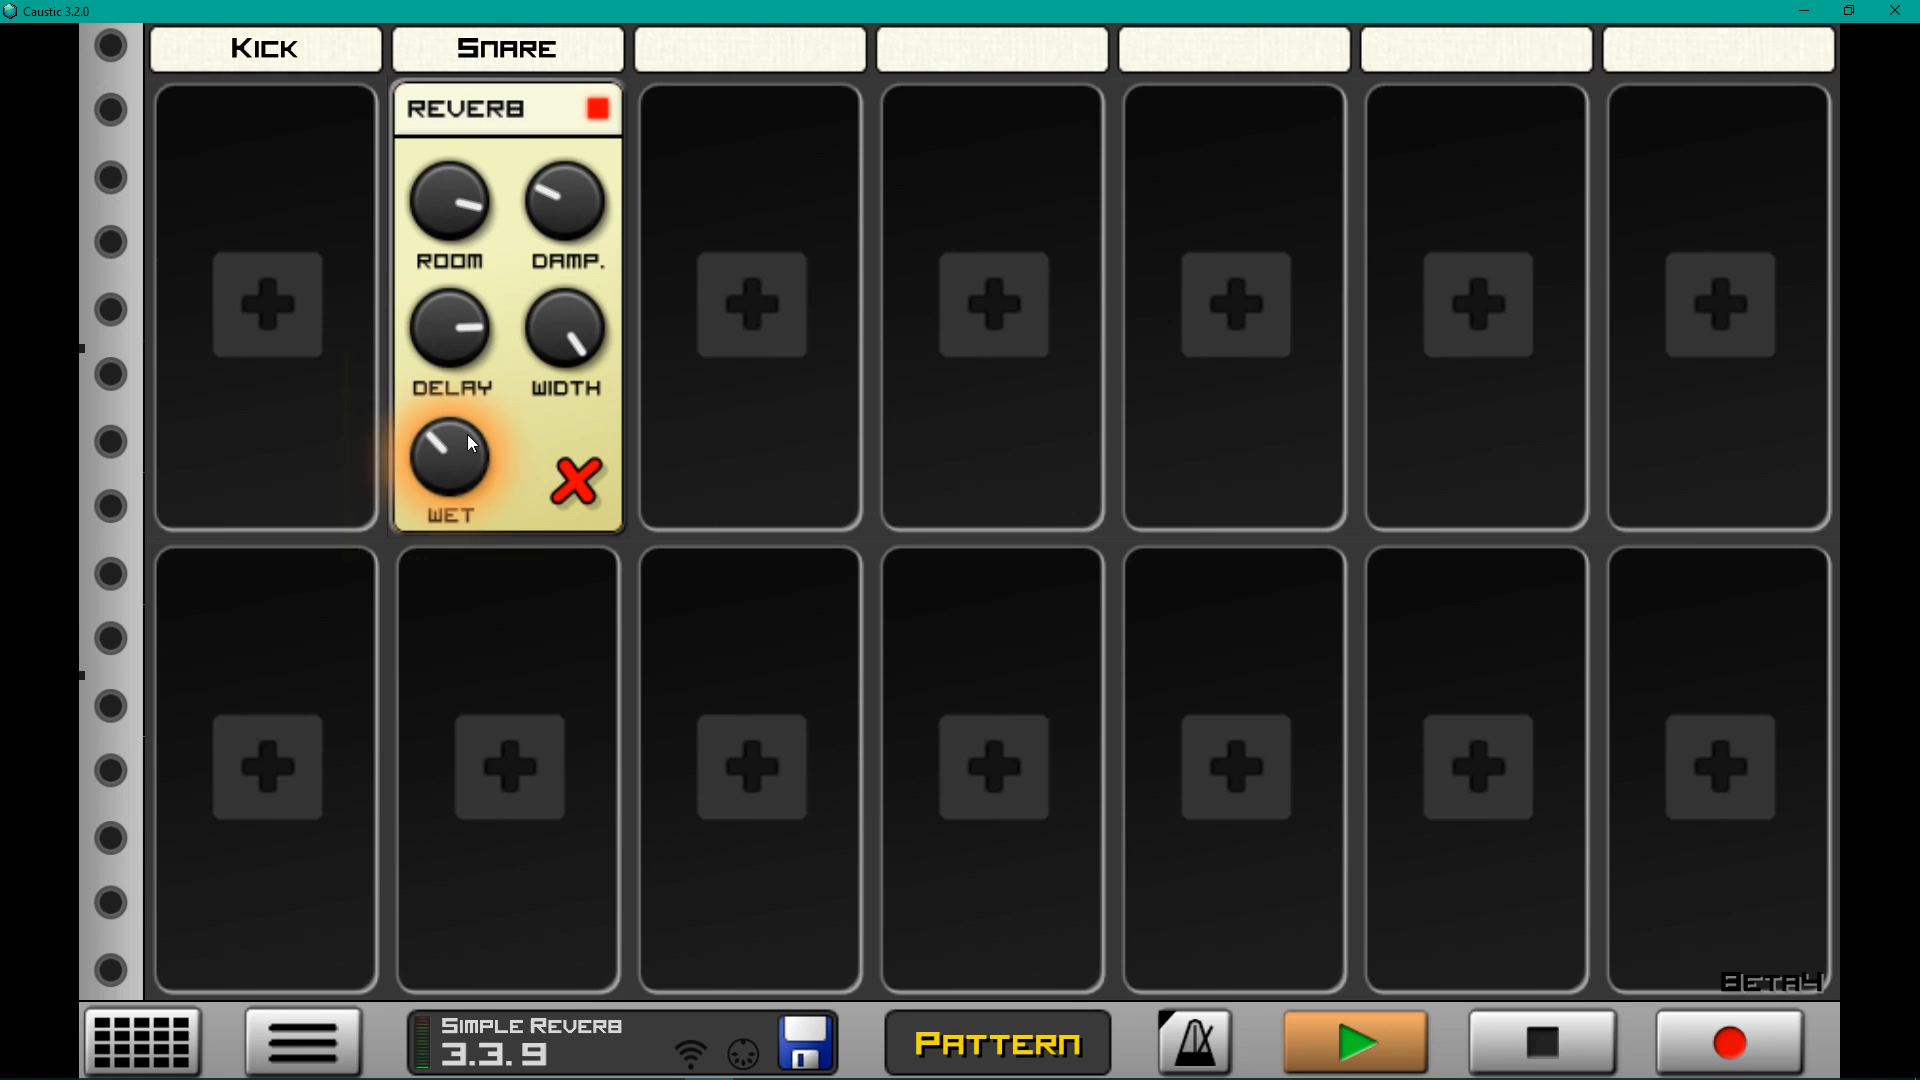 Caustic 3.2.0
Kick
Snare
REVERB
ROOM
DAMP.
DELAY
WIDTH
WET
Beta4
Simple Reverb
3.3.9
Pattern